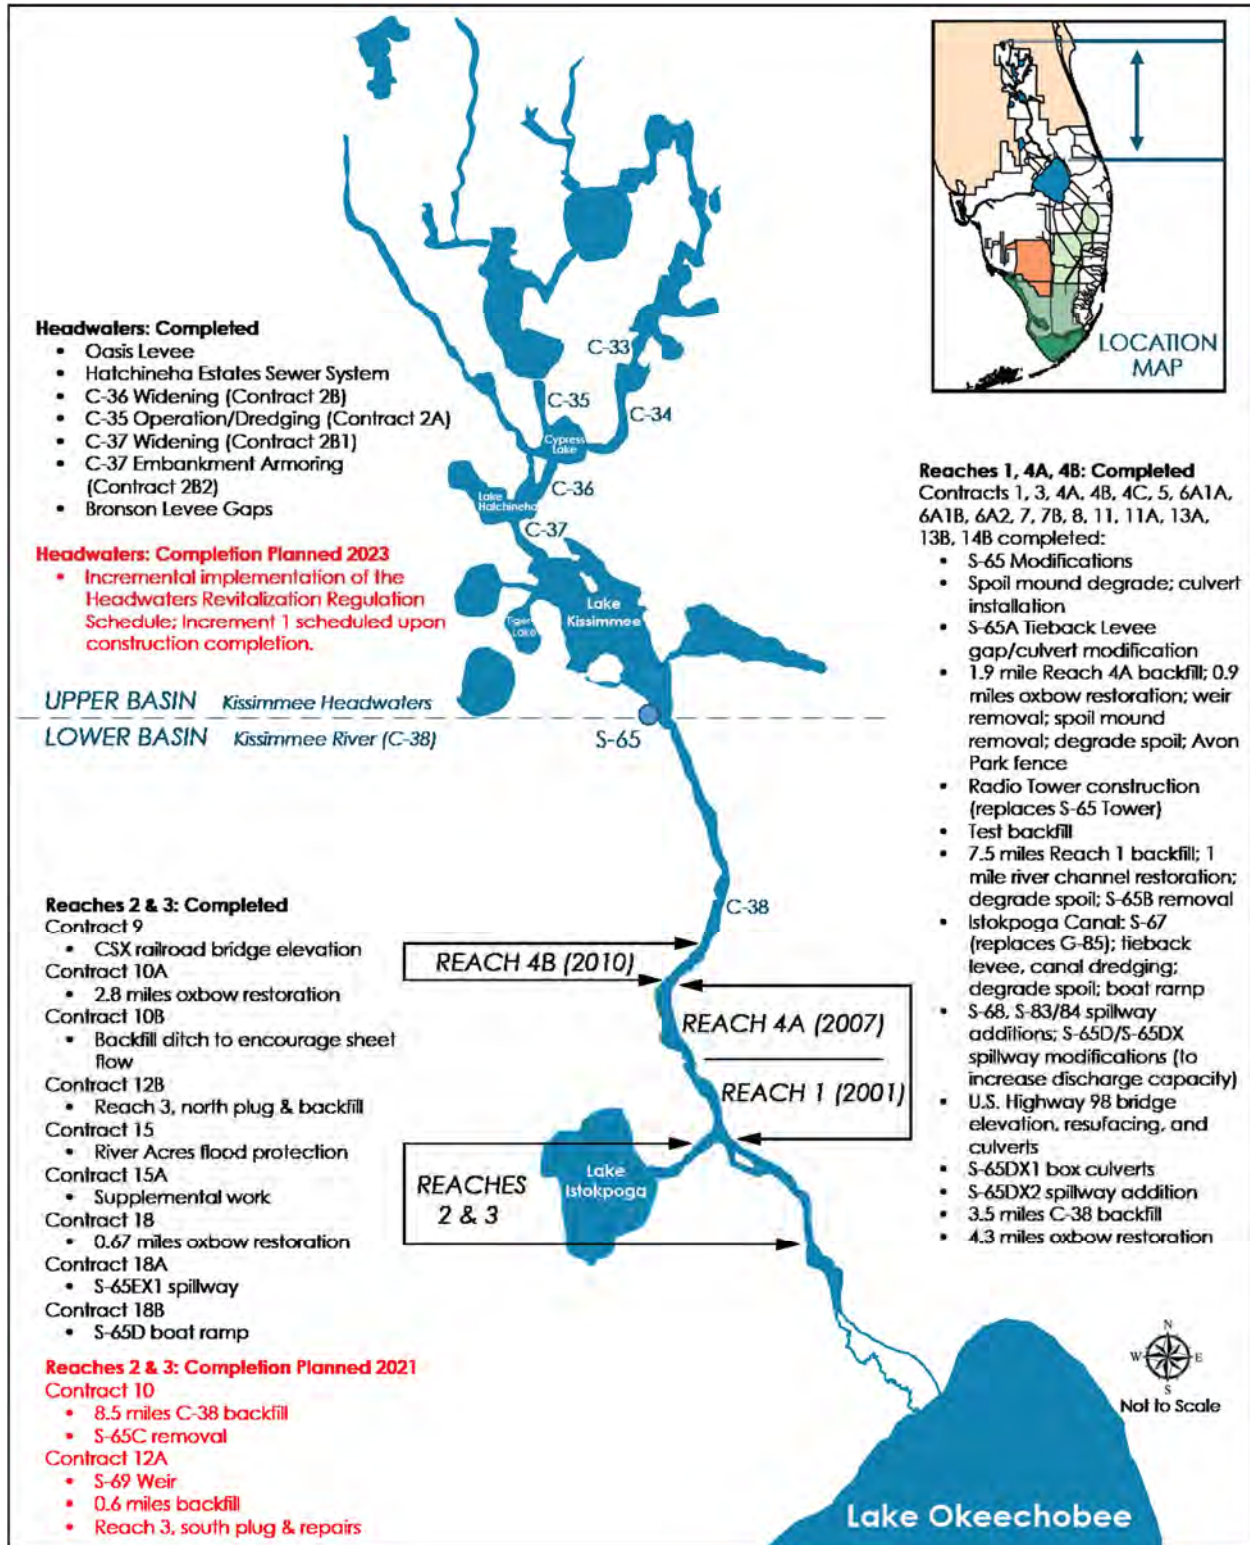 LOCATION
MAP
C-33
C-35
C-34
Cypress
Lake
C-36
Lake
Hatchineha
C-37
Lake
Kissimmee
Tiger
Lake
Headwaters: Completed
• Oasis Levee
• Hatchineha Estates Sewer System
• C-36 Widening (Contract 2B)
• C-35 Operation/Dredging (Contract 2A)
• C-37 Widening (Contract 2B1)
• C-37 Embankment Armoring
(Contract 2B2)
• Bronson Levee Gaps
Headwaters: Completion Planned 2023
• Incremental implementation of the
Headwaters Revitalization Regulation
Schedule; Increment 1 scheduled upon
construction completion.
UPPER BASIN Kissimmee Headwaters
LOWER BASIN Kissimmee River (C-38)
S-65
C-38
Reaches 1, 4A, 4B: Completed
Contracts 1, 3, 4A, 4B, 4C, 5, 6A1A,
6A1B, 6A2, 7, 7B, 8, 11, 11A, 13A,
13B, 14B completed:
• S-65 Modifications
• Spoil mound degrade; culvert
installation
• S-65A Tieback Levee
gap/culvert modification
• 1.9 mile Reach 4A backfill; 0.9
miles oxbow restoration; weir
removal; spoil mound
removal; degrade spoil; Avon
Park fence
• Radio Tower construction
(replaces S-65 Tower)
• Test backfill
• 7.5 miles Reach 1 backfill; 1
mile river channel restoration;
degrade spoil; S-65B removal
• Istokpoga Canal: S-67
(replaces G-85); tieback
levee, canal dredging;
degrade spoil; boat ramp
• S-68, S-83/84 spillway
additions; S-65D/S-65DX
spillway modifications (to
increase discharge capacity)
• U.S. Highway 98 bridge
elevation, resufacing, and
culverts
• S-65DX1 box culverts
• S-65DX2 spillway addition
• 3.5 miles C-38 backfill
• 4.3 miles oxbow restoration
Reaches 2 & 3: Completed
Contract 9
• CSX railroad bridge elevation
Contract 10A
• 2.8 miles oxbow restoration
Contract 10B
• Backfill ditch to encourage sheet
flow
Contract 12B
• Reach 3, north plug & backfill
Contract 15
• River Acres flood protection
Contract 15A
• Supplemental work
Contract 18
• 0.67 miles oxbow restoration
Contract 18A
• S-65EX1 spillway
Contract 18B
• S-65D boat ramp
Reaches 2 & 3: Completion Planned 2021
Contract 10
• 8.5 miles C-38 backfill
• S-65C removal
Contract 12A
• S-69 Weir
• 0.6 miles backfill
• Reach 3, south plug & repairs
REACH 4B (2010)
REACH 4A (2007)
REACH 1 (2001)
REACHES
2 & 3
Lake
Istokpoga
N
W E
S
Not to Scale
Lake Okeechobee